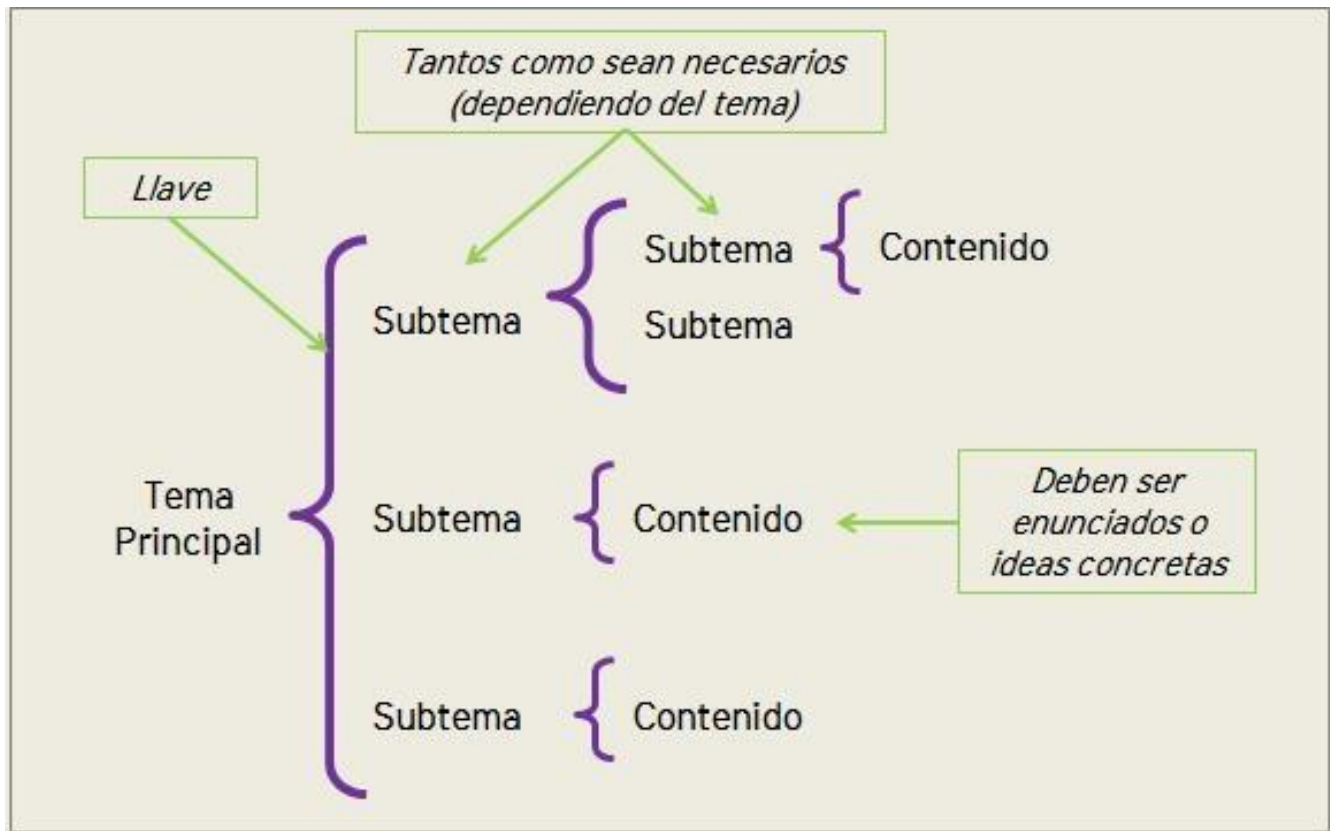 Tantos como sean necesarios
(dependiendo del tema)
Llave
Subtema
Contenido
Subtema
Subtema
Tema
Principal
Subtema
Contenido
Deben ser
enunciados o
ideas concretas
Subtema
Contenido